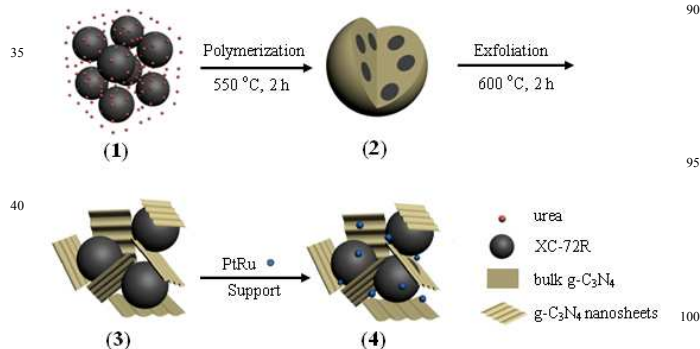 90
35
Polymerization
550 °C, 2 h
Exfoliation
600 °C, 2 h
(1)
(2)
95
40
PtRu
Support
(3)
(4)
urea
XC-72R
bulk g-C₃N₄
g-C₃N₄ nanosheets
100